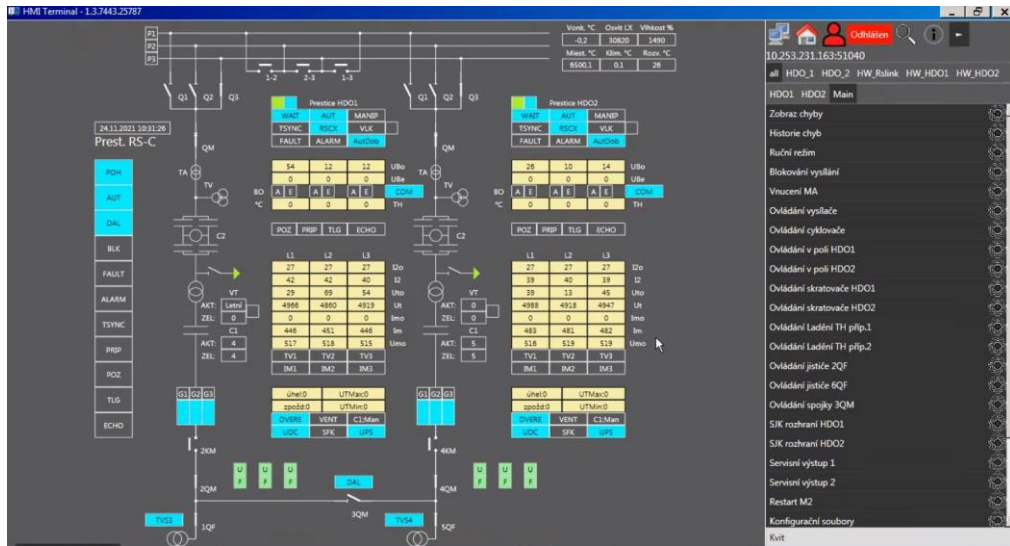 HMI Terminal - 1.3.7443.25787
P1
P2
P3
1-2 2-3 1-3
Vonk. °C Osvit LX Vlhkost %
-0,2 30820 1490
Miest. °C Klim. °C Rozv. °C
6500,1 0,1 26
Odhlášen
10.253.231.163:51040
all HDO_1 HDO_2 HW_Rslink HW_HDO1 HW_HDO2
HDO1 HDO2 Main
Zobraz chyby
Historie chyb
Ruční režim
Blokování vysílání
Vnucení MA
Ovládání vysílače
Ovládání cyklovače
Ovládání v poli HDO1
Ovládání v poli HDO2
Ovládání skratovače HDO1
Ovládání skratovače HDO2
Ovládání Ladění TH příp.1
Ovládání Ladění TH příp.2
Ovládání jističe 2QF
Ovládání jističe 6QF
Ovládání spojky 3QM
SJK rozhraní HDO1
SJK rozhraní HDO2
Servisní výstup 1
Servisní výstup 2
Restart M2
Konfigurační soubory
Kvit
24.11.2021 10:31:26
Prest. RS-C
POH
AUT
DAL
BLK
FAULT
ALARM
TSYNC
PRIP
POZ
TLG
ECHO
Q1 Q2 Q3
QM
TA
TV
C2
VT
AKT: Letní
ZEL: 0
C1
AKT: 4
ZEL: 4
G1 G2 G3
2KM
2QM
TVS3
1QF
Prestice HDO1
WAIT AUT MANIP
TSYNC RSCX VLK
FAULT ALARM AutDob
54 12 12 UBo
0 0 0 UBe
BO A E A E A E COM
°C 0 0 0 TH
POZ PRIP TLG ECHO
L1 L2 L3
27 27 27 I2o
42 42 40 I2
29 69 54 Uto
4966 4860 4919 Ut
0 0 0 Imo
446 451 446 Im
517 518 515 Umo
TV1 TV2 TV3
IM1 IM2 IM3
úhel:0 UTMax:0
zpožd:0 UTMin:0
DVERE VENT C1:Man
UDC SFK UPS
U U U
F F F
DAL
3QM
Q1 Q2 Q3
QM
TA
TV
C2
VT
AKT: 0
ZEL: 0
C1
AKT: 5
ZEL: 5
G1 G2 G3
4KM
4QM
TVS4
5QF
Prestice HDO2
WAIT AUT MANIP
TSYNC RSCX VLK
FAULT ALARM AutDob
26 10 14 UBo
0 0 0 UBe
BO A E A E A E COM
°C 0 0 0 TH
POZ PRIP TLG ECHO
L1 L2 L3
27 27 27 I2o
39 40 39 I2
39 13 45 Uto
4988 4918 4947 Ut
0 0 0 Imo
483 481 482 Im
516 519 519 Umo
TV1 TV2 TV3
IM1 IM2 IM3
úhel:0 UTMax:0
zpožd:0 UTMin:0
DVERE VENT C1:Man
UDC SFK UPS
U U U
F F F